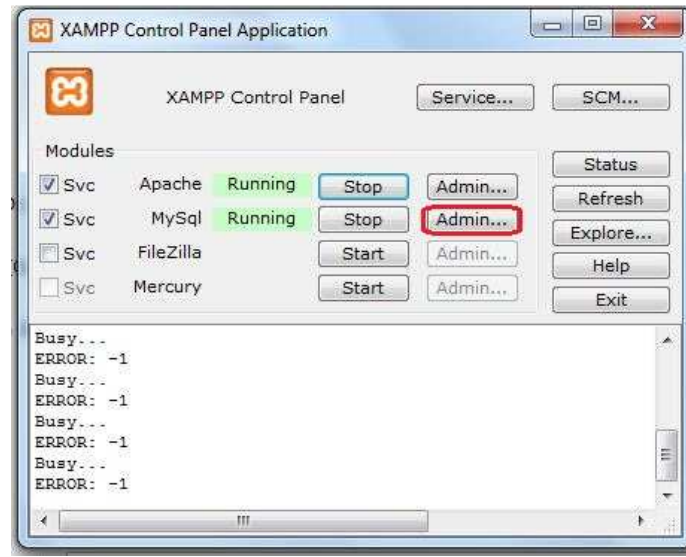 XAMPP Control Panel Application
XAMPP Control Panel Service... SCM...
Modules
Svc Apache Running Stop Admin...
Svc MySql Running Stop Admin...
Svc FileZilla Start Admin...
Svc Mercury Start Admin...
Status
Refresh
Explore...
Help
Exit
Busy...
ERROR: -1
Busy...
ERROR: -1
Busy...
ERROR: -1
Busy...
ERROR: -1